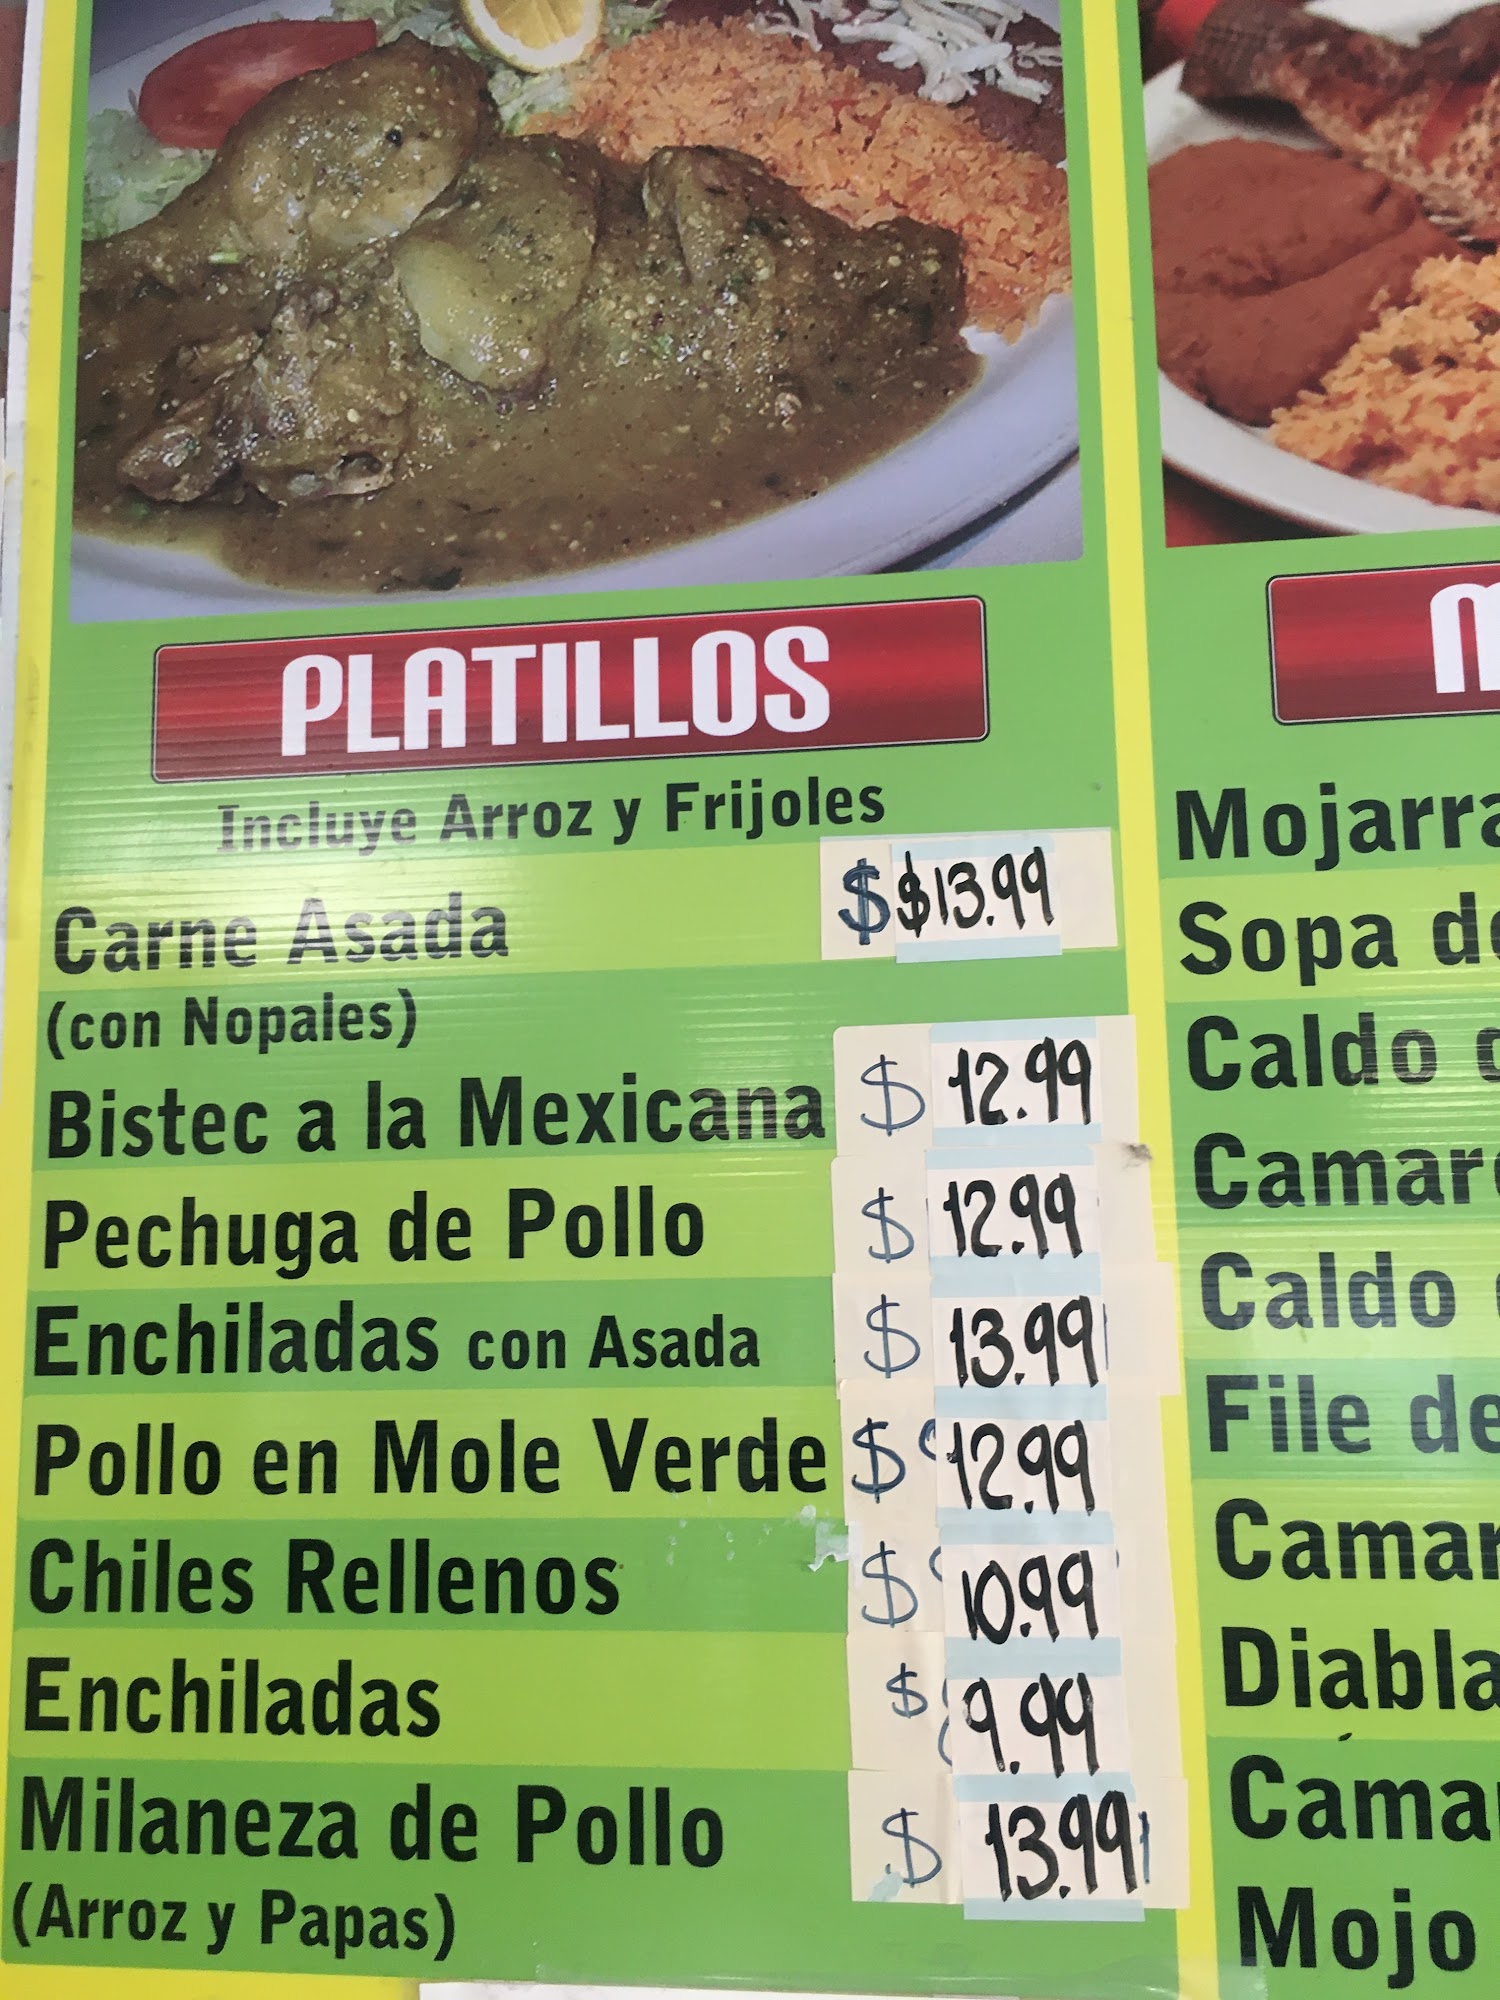 PLATILLOS
Incluye Arroz y Frijoles
Carne Asada $ $13.99
(con Nopales)
Bistec a la Mexicana $ 12.99
Pechuga de Pollo $ 12.99
Enchiladas con Asada $ 13.99
Pollo en Mole Verde $ 12.99
Chiles Rellenos $ 10.99
Enchiladas $ 9.99
Milaneza de Pollo $ 13.99
(Arroz y Papas)
M
Mojarra
Sopa de
Caldo
Camar
Caldo
File de
Camar
Diabla
Cama
Mojo